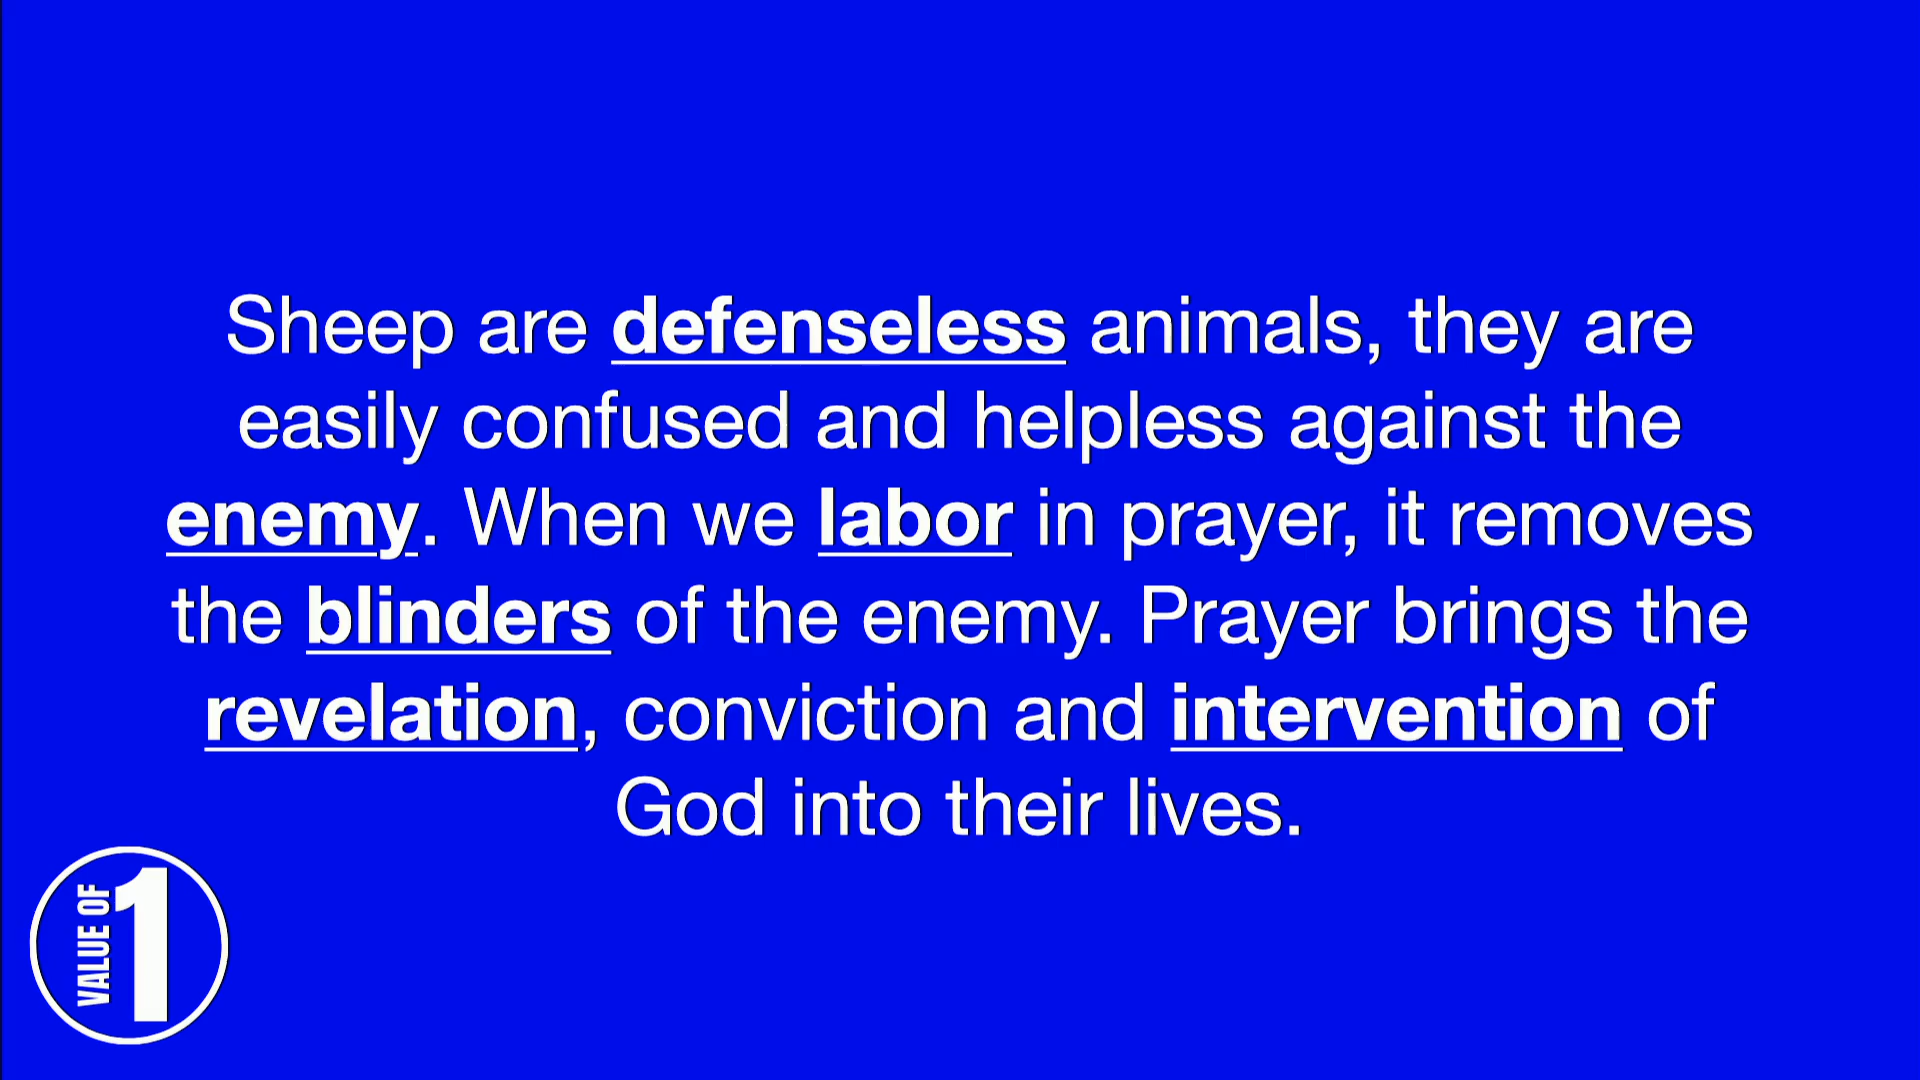 Sheep are defenseless animals, they are
easily confused and helpless against the
enemy. When we labor in prayer, it removes
the blinders of the enemy. Prayer brings the
revelation, conviction and intervention of
God into their lives.
VALUE OF
1